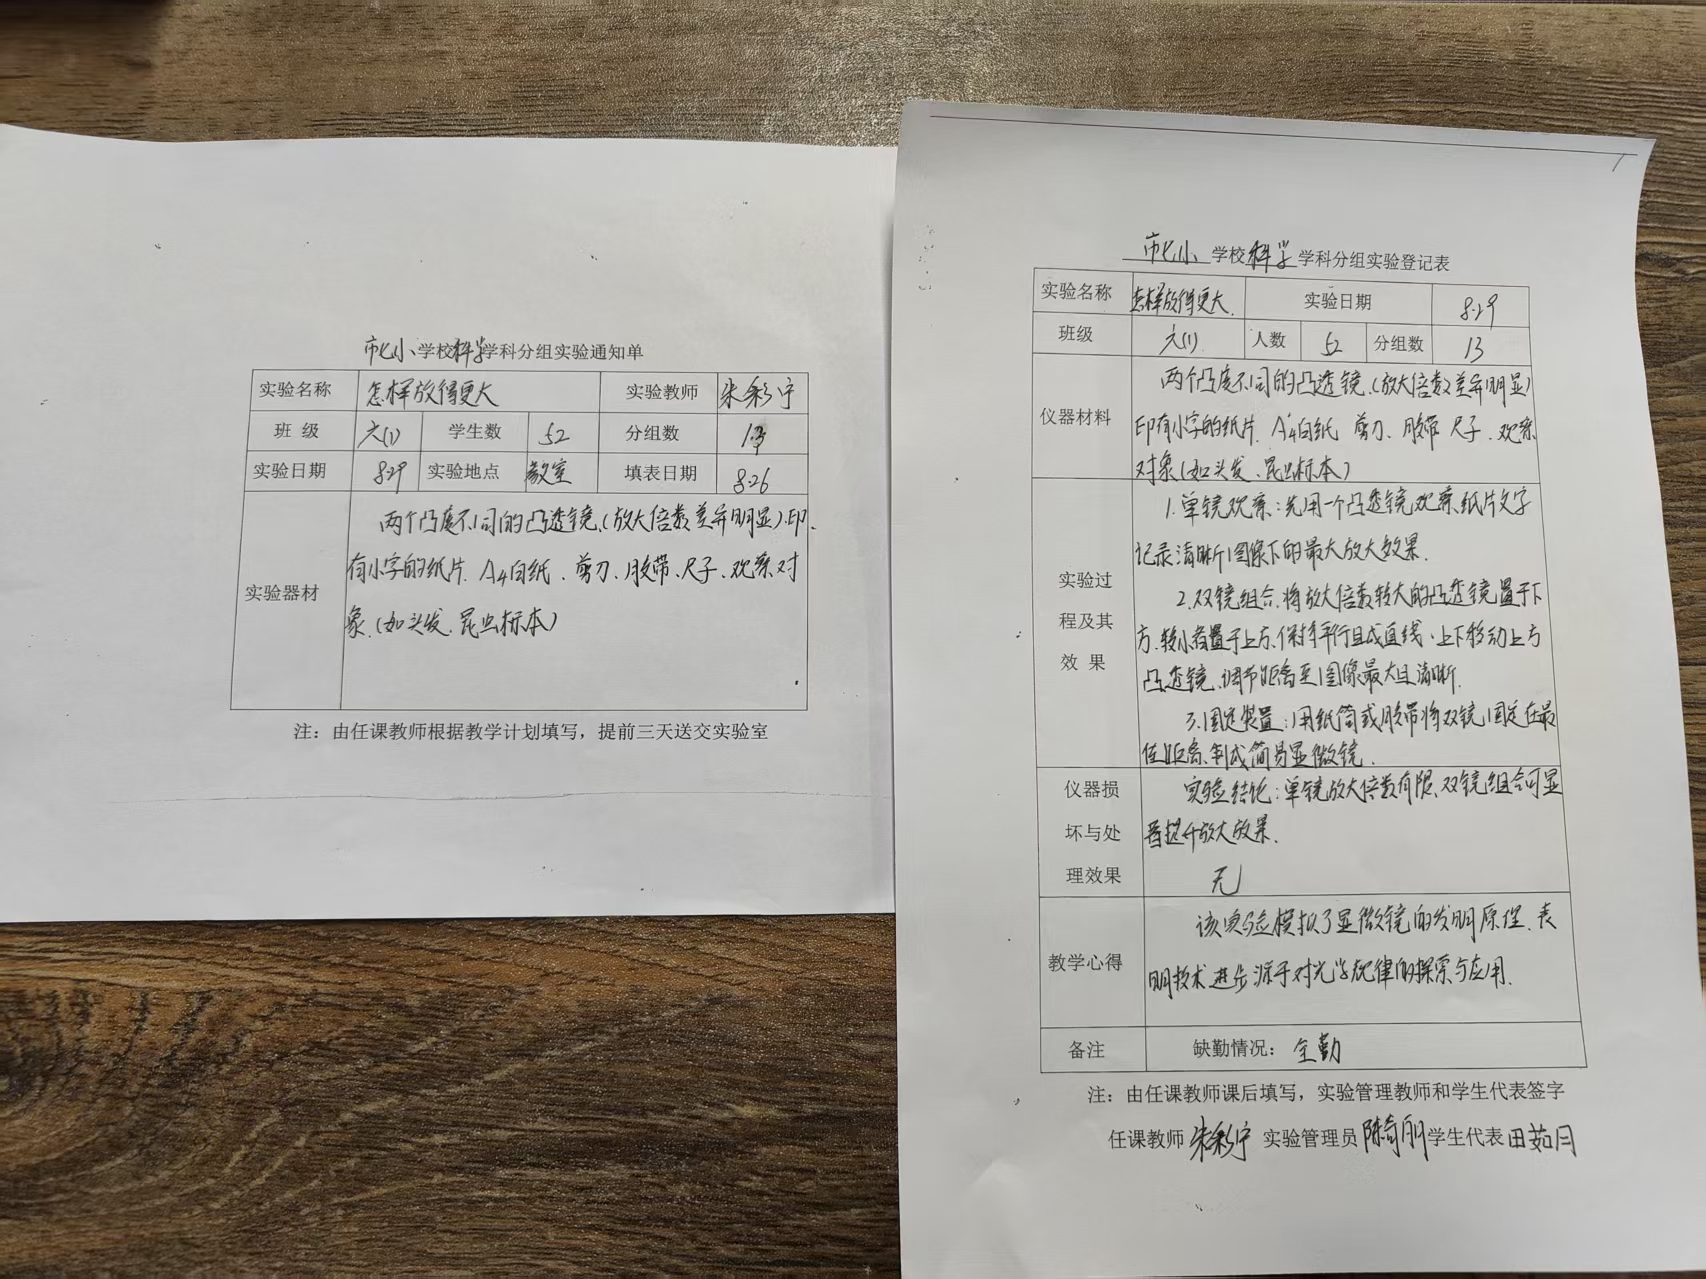 市七小学校科学学科分组实验通知单
实验名称 怎样放得更大 实验教师 朱彩宁
班 级 六(1) 学生数 52 分组数 13
实验日期 8.29 实验地点 教室 填表日期 8.26
实验器材
两个凸度不同的凸透镜、(放大倍数差异明显)、印
有小字的纸片、A4白纸、剪刀、胶带、尺子、观察对
象、(如头发、昆虫标本)
注：由任课教师根据教学计划填写，提前三天送交实验室
市七小 学校 科学 学科分组实验登记表
实验名称 怎样放得更大 实验日期 8.29
班级 六(1) 人数 52 分组数 13
仪器材料
两个凸度不同的凸透镜、(放大倍数差异明显)
印有小字的纸片、A4白纸 剪刀、胶带 尺子、观察
对象(如头发、昆虫标本)
实验过
程及其
效 果
1.单镜观察：先用一个凸透镜观察纸片文字
记录清晰图像下的最大放大效果.
2.双镜组合、将放大倍数较大的凸透镜置于下
方、较小者置于上方、保持平行且成直线、上下移动上方
凸透镜、调节距离至图像最大且清晰.
3.固定装置：用纸筒或胶带将双镜固定在最
佳距离、制成简易显微镜.
仪器损
坏与处
理效果
实验结论：单镜放大倍数有限、双镜组合可显
著提升放大效果.
无
教学心得
该实验模拟了显微镜的发明原理、表
明技术进步源于对光学规律的探索与应用.
备注 缺勤情况： 全勤
注：由任课教师课后填写，实验管理教师和学生代表签字
任课教师 朱彩宁 实验管理员 学生代表 田茹月